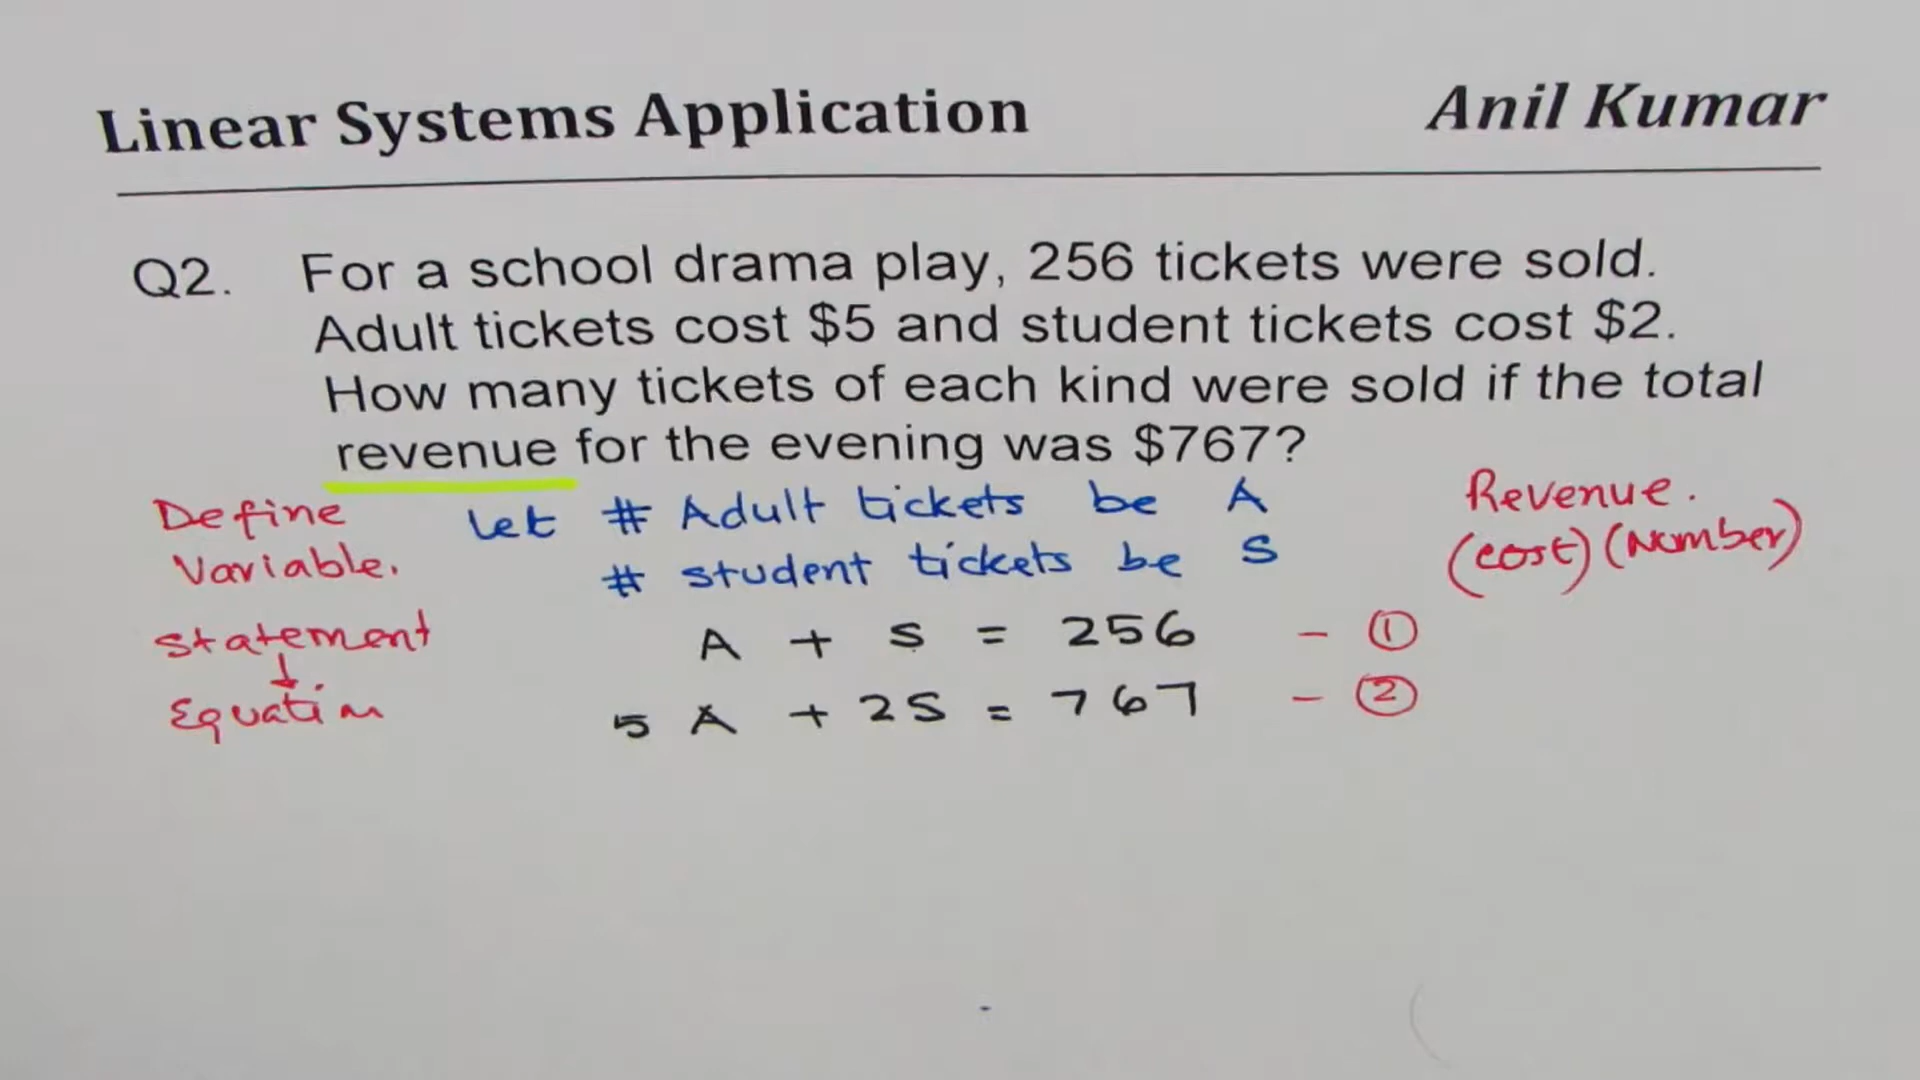 Linear Systems Application Anil Kumar
Q2. For a school drama play, 256 tickets were sold.
Adult tickets cost $5 and student tickets cost $2.
How many tickets of each kind were sold if the total
revenue for the evening was $767?
Define Variable.
Let # Adult tickets be A
# student tickets be S
Revenue.
(cost) (Number)
Statement
↓
Equation
A + S = 256 - ①
5 A + 2S = 767 - ②